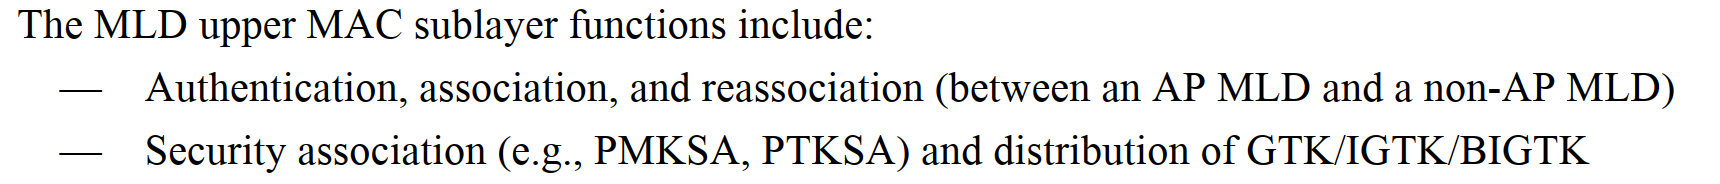 The MLD upper MAC sublayer functions include:
— Authentication, association, and reassociation (between an AP MLD and a non-AP MLD)
— Security association (e.g., PMKSA, PTKSA) and distribution of GTK/IGTK/BIGTK